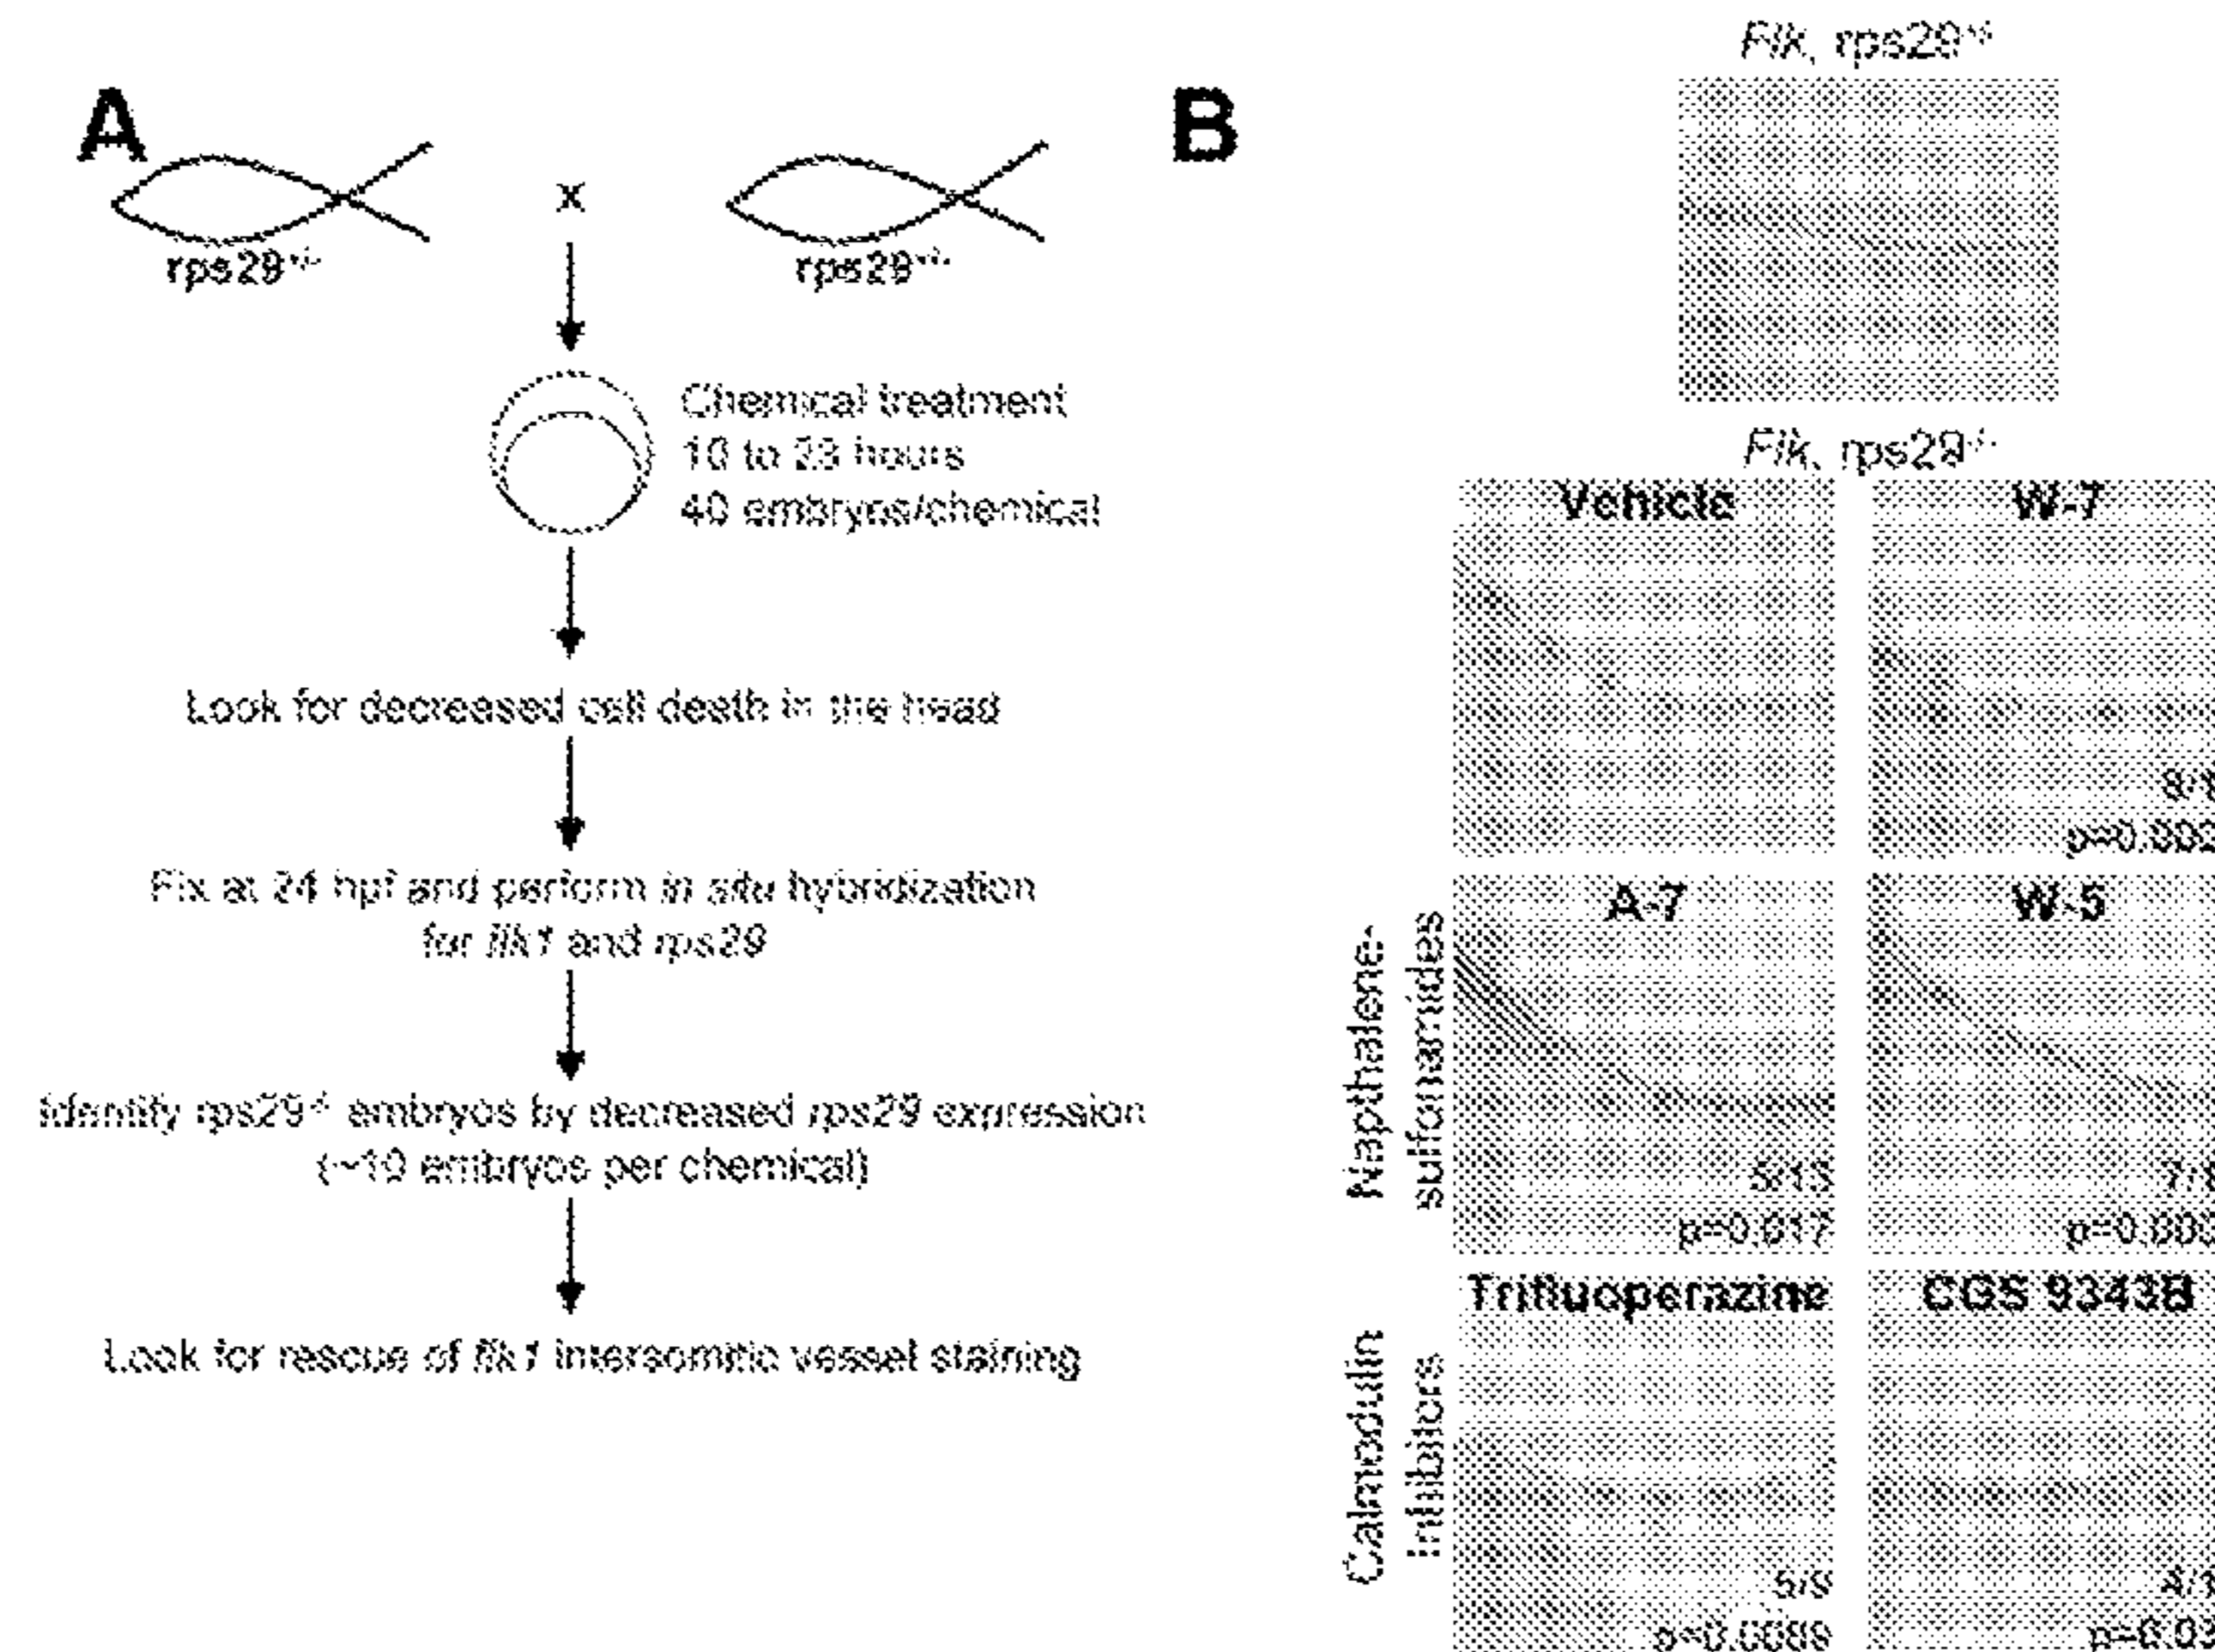 A
x
rps29+/-
rps29+/-
Chemical treatment
10 to 23 hours
40 embryos/chemical
Look for decreased cell death in the head
Fix at 24 hpf and perform in situ hybridization
for flk1 and rps29
Identify rps29-/- embryos by decreased rps29 expression
(~10 embryos per chemical)
Look for rescue of flk1 intersomitic vessel staining
B
Flk, rps29
Flk, rps29
Vehicle
W-7
Napthalene-
sulfonamides
A-7
5/13
p=0.017
W-5
Calmodulin
Inhibitors
Trifluoperazine
5/9
CGS 9343B